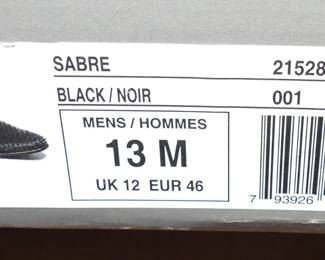 SABRE 21528
BLACK / NOIR 001
MENS / HOMMES
13 M
UK 12 EUR 46
7 93926